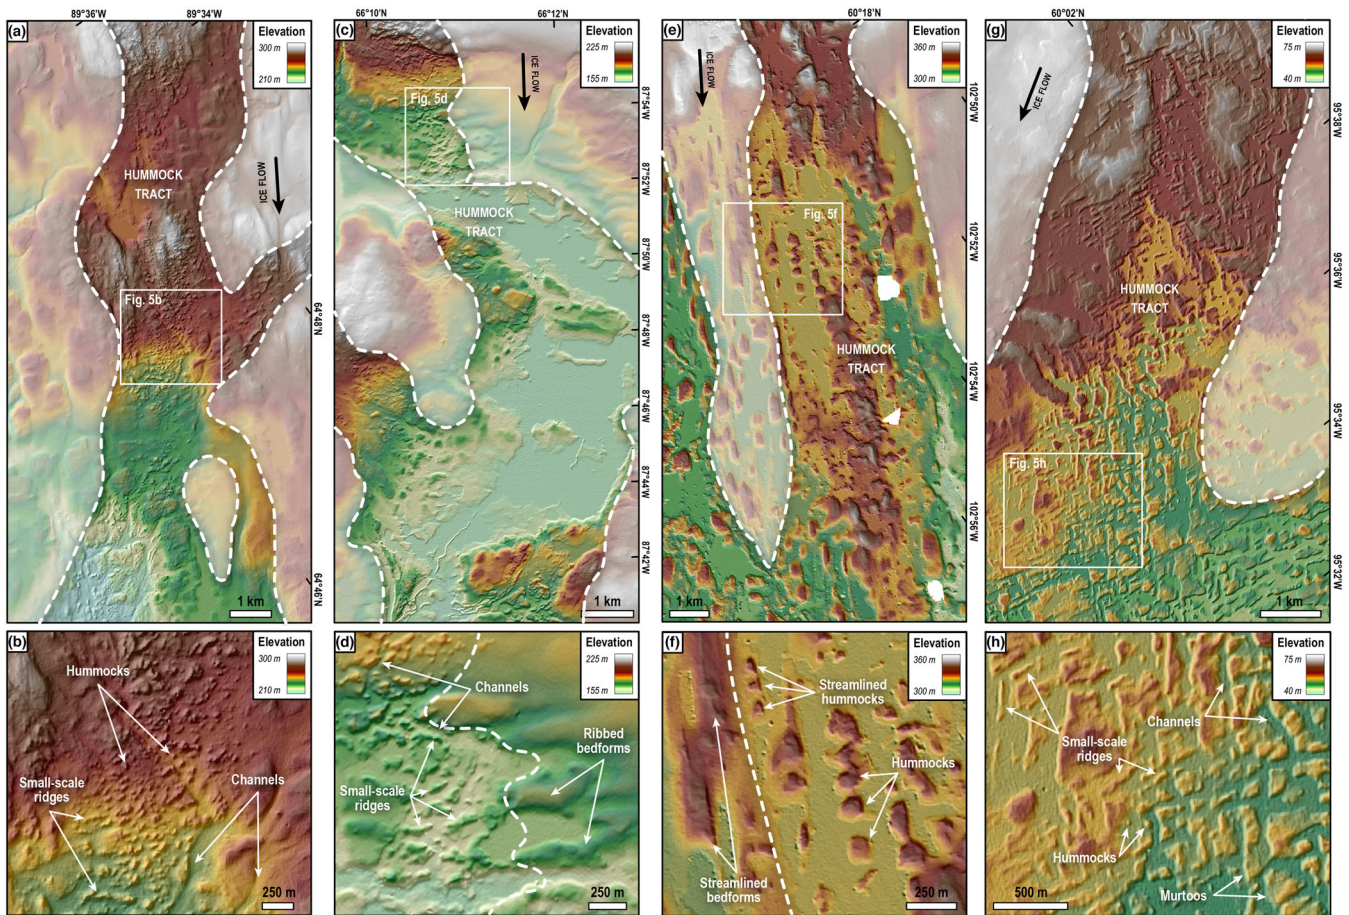 89°36'W
89°34'W
(a)
Elevation
300 m
210 m
HUMMOCK
TRACT
ICE FLOW
Fig. 5b
64°48'N
64°46'N
1 km
66°10'N
66°12'N
(c)
Elevation
225 m
155 m
ICE FLOW
Fig. 5d
HUMMOCK
TRACT
87°54'W
87°52'W
87°50'W
87°48'W
87°46'W
87°44'W
87°42'W
1 km
60°18'N
(e)
Elevation
360 m
300 m
ICE FLOW
Fig. 5f
HUMMOCK
TRACT
102°50'W
102°52'W
102°54'W
102°56'W
1 km
60°02'N
(g)
Elevation
75 m
40 m
ICE FLOW
HUMMOCK
TRACT
Fig. 5h
95°38'W
95°36'W
95°34'W
95°32'W
1 km
(b)
Elevation
300 m
210 m
Hummocks
Small-scale
ridges
Channels
250 m
(d)
Elevation
225 m
155 m
Channels
Ribbed
bedforms
Small-scale
ridges
250 m
(f)
Elevation
360 m
300 m
Streamlined
hummocks
Hummocks
Streamlined
bedforms
250 m
(h)
Elevation
75 m
40 m
Channels
Small-scale
ridges
Hummocks
Murtoos
500 m